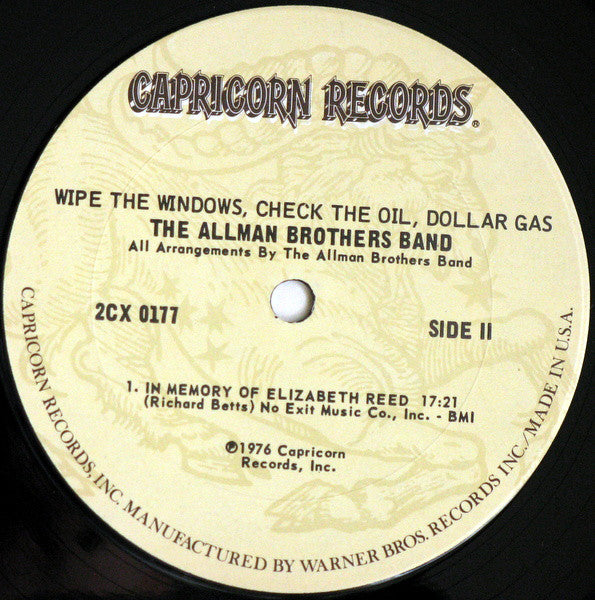 CAPRICORN RECORDS®
WIPE THE WINDOWS, CHECK THE OIL, DOLLAR GAS
THE ALLMAN BROTHERS BAND
All Arrangements By The Allman Brothers Band
2CX 0177
SIDE II
1. IN MEMORY OF ELIZABETH REED 17:21
(Richard Betts) No Exit Music Co., Inc. - BMI
℗1976 Capricorn
Records, Inc.
CAPRICORN RECORDS, INC. MANUFACTURED BY WARNER BROS. RECORDS INC./MADE IN U.S.A.